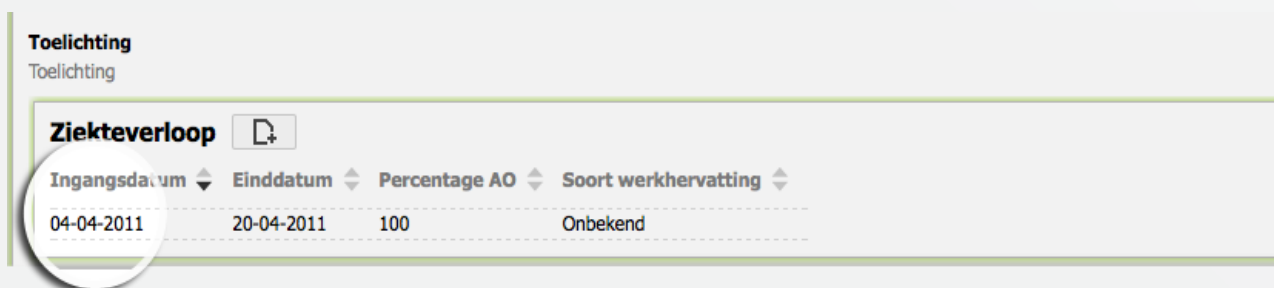 Toelichting
Toelichting
Ziekteverloop
Ingangsdatum Einddatum Percentage AO Soort werkhervatting
04-04-2011 20-04-2011 100 Onbekend